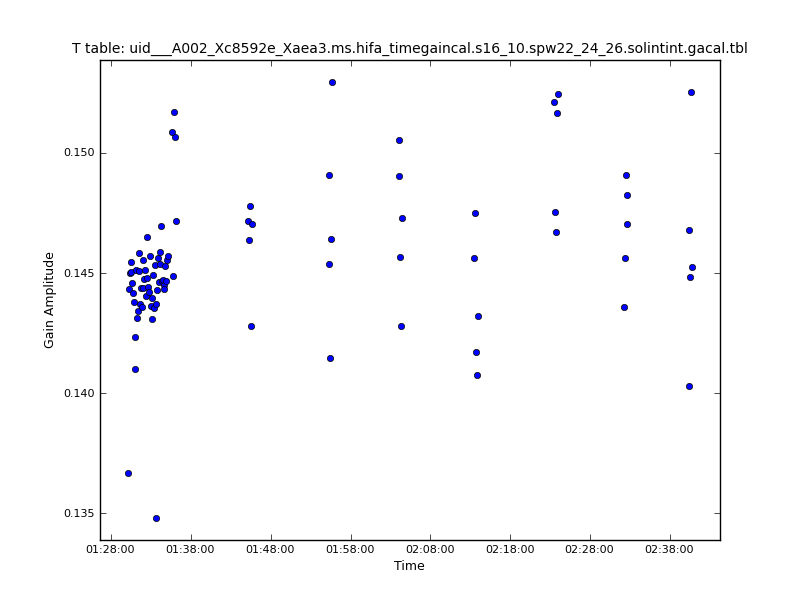 T table: uid___A002_Xc8592e_Xaea3.ms.hifa_timegaincal.s16_10.spw22_24_26.solintint.gacal.tbl
0.150
0.145
0.140
0.135
Gain Amplitude
01:28:00 01:38:00 01:48:00 01:58:00 02:08:00 02:18:00 02:28:00 02:38:00
Time